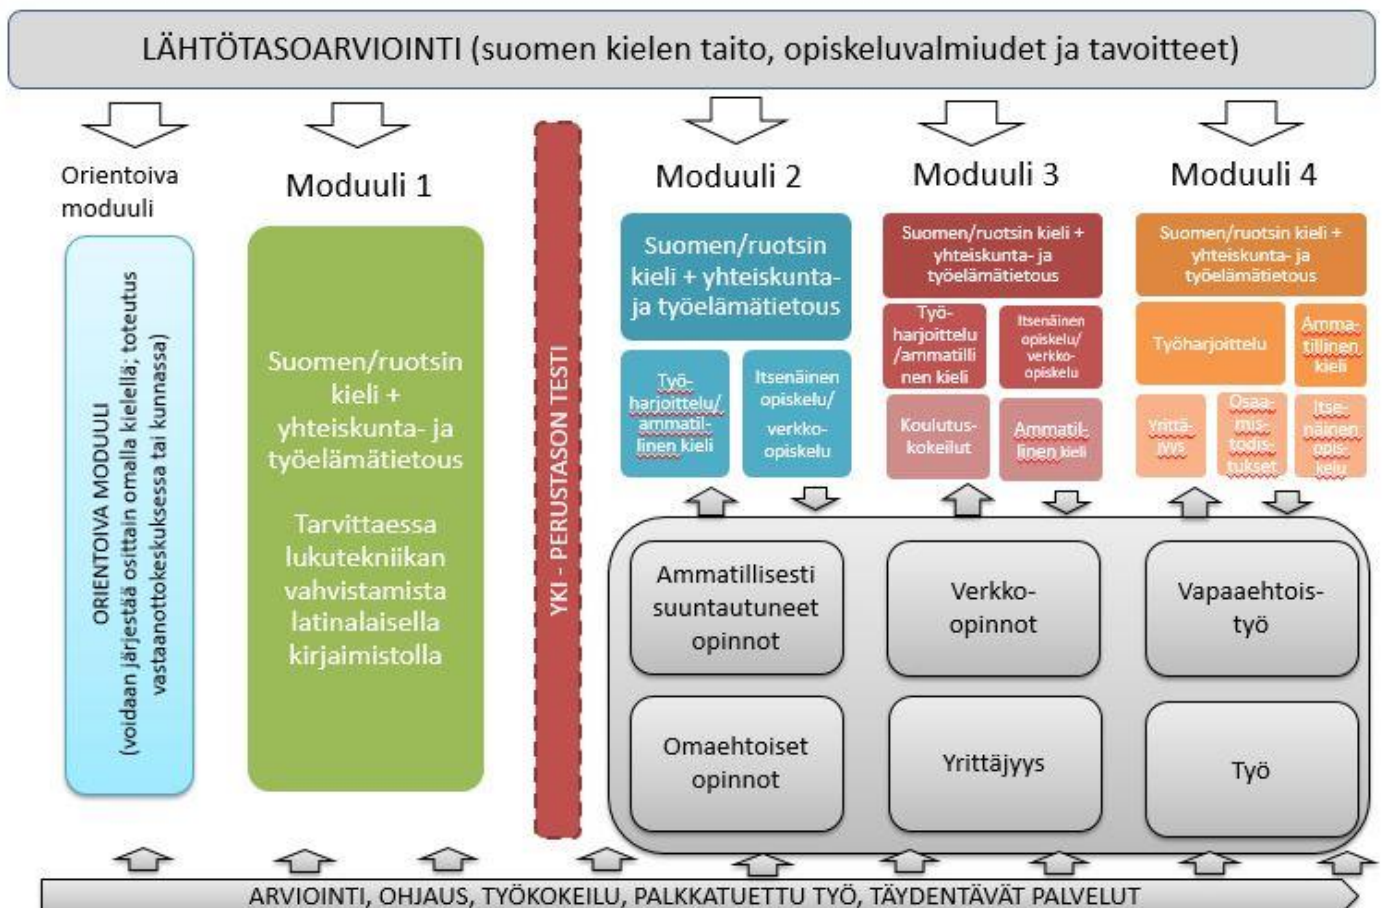 LÄHTÖTASOARVIOINTI (suomen kielen taito, opiskeluvalmiudet ja tavoitteet)
Orientoiva
moduuli
ORIENTOIVA MODUULI
(voidaan järjestää osittain omalla kielellä; toteutus
vastaanottokeskuksessa tai kunnassa)
Moduuli 1
Suomen/ruotsin
kieli +
yhteiskunta- ja
työelämätietous
Tarvittaessa
lukutekniikan
vahvistamista
latinalaisella
kirjaimistolla
YKI - PERUSTASON TESTI
Moduuli 2
Suomen/ruotsin
kieli + yhteiskunta-
ja työelämätietous
Työ-
harjoittelu/
ammatil-
linen kieli
Itsenäinen
opiskelu/
verkko-
opiskelu
Moduuli 3
Suomen/ruotsin kieli +
yhteiskunta- ja
työelämätietous
Työ-
harjoittelu
/ammatilli
nen kieli
Itsenäinen
opiskelu/
verkko-
opiskelu
Koulutus-
kokeilut
Ammatil-
linen kieli
Moduuli 4
Suomen/ruotsin kieli +
yhteiskunta- ja
työelämätietous
Työharjoittelu
Amma-
tillinen
kieli
Yrittä-
jyys
Osaa-
mis-
todis-
tukset
Itse-
näinen
opis-
kelu
Ammatillisesti
suuntautuneet
opinnot
Verkko-
opinnot
Vapaaehtois-
työ
Omaehtoiset
opinnot
Yrittäjyys
Työ
ARVIOINTI, OHJAUS, TYÖKOKEILU, PALKKATUETTU TYÖ, TÄYDENTÄVÄT PALVELUT